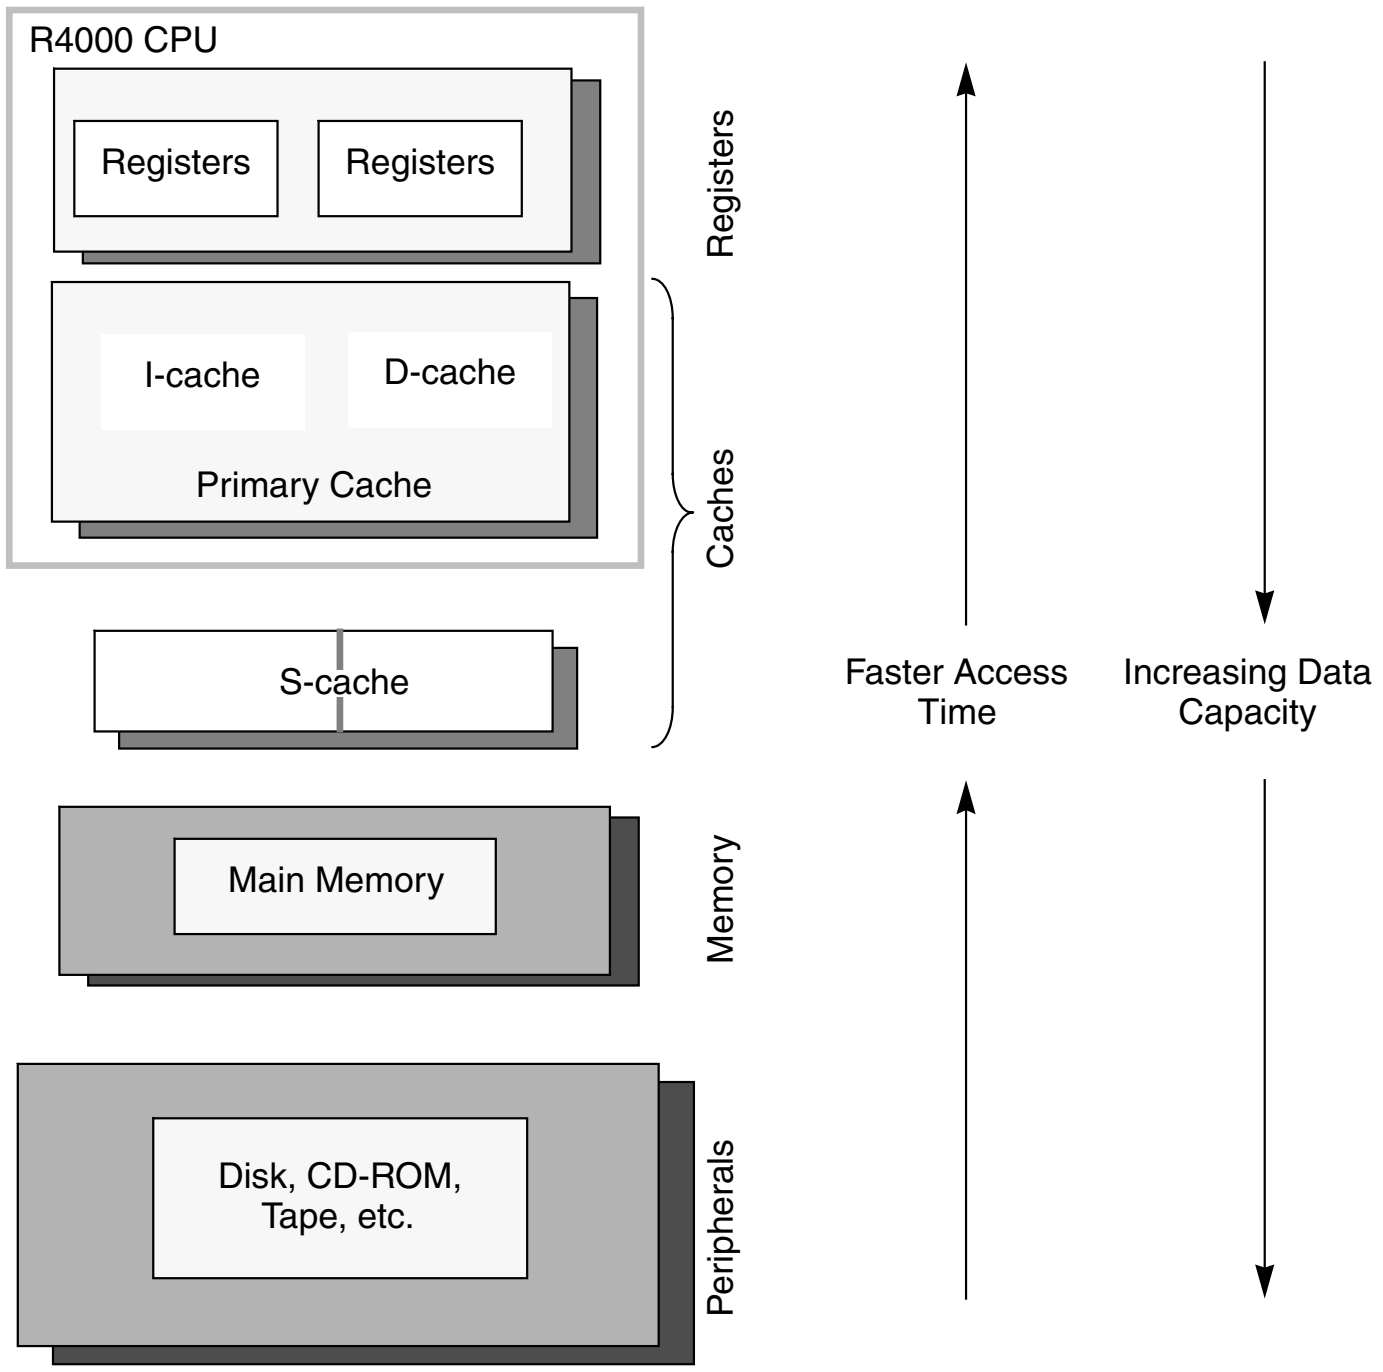 R4000 CPU
Registers
Registers
Registers
I-cache
D-cache
Primary Cache
Caches
S-cache
Faster Access
Time
Increasing Data
Capacity
Main Memory
Memory
Disk, CD-ROM,
Tape, etc.
Peripherals